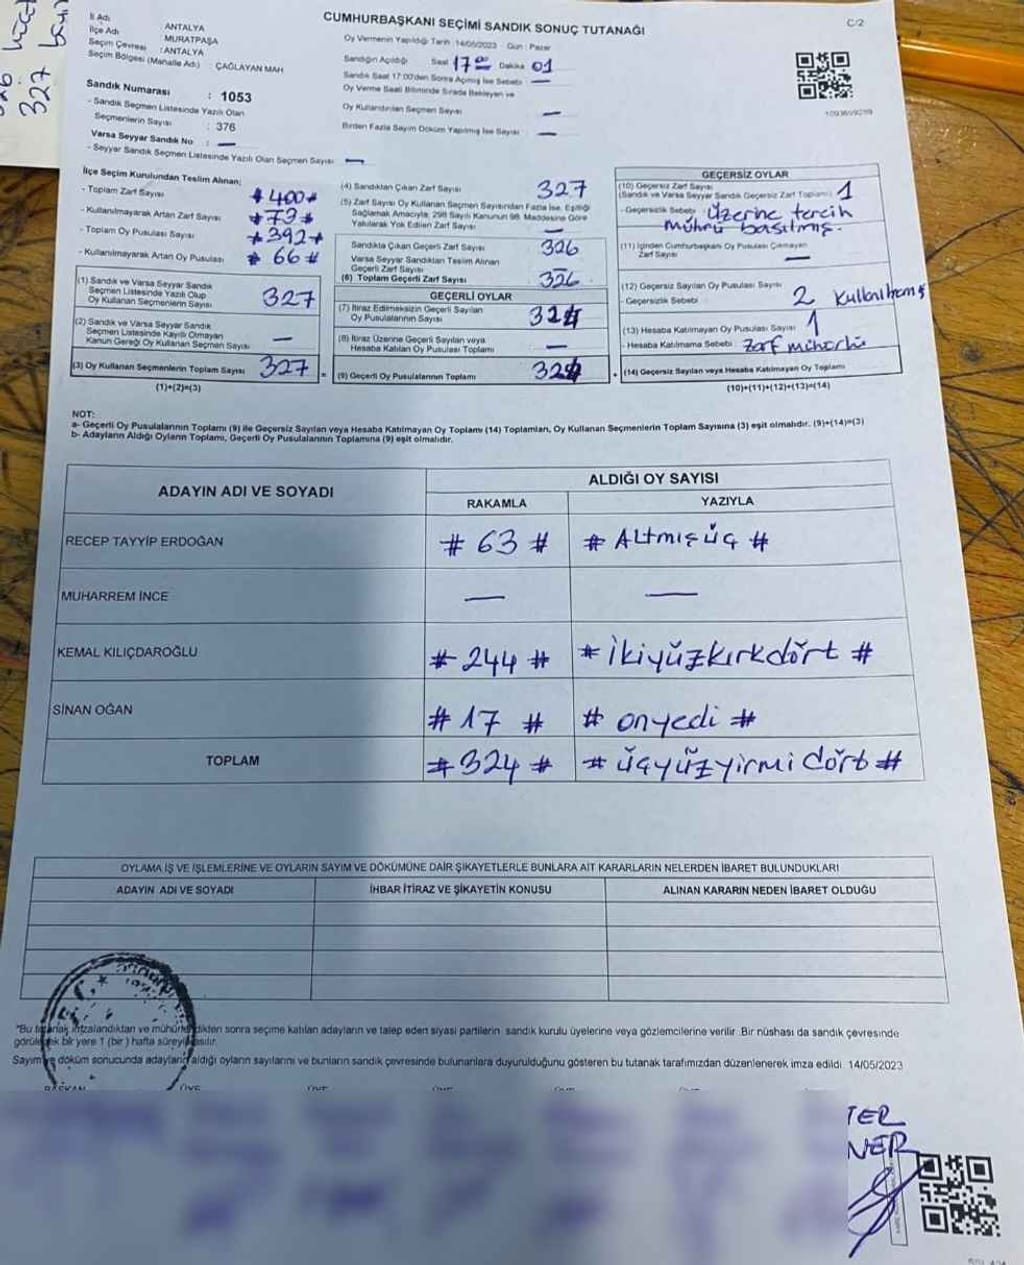 327
CUMHURBAŞKANI SEÇİMİ SANDIK SONUÇ TUTANAĞI
C/2
İl Adı ANTALYA
İlçe Adı MURATPAŞA
Seçim Çevresi : ANTALYA
Seçim Bölgesi (Mahalle Adı) : ÇAĞLAYAN MAH
Sandık Numarası : 1053
- Sandık Seçmen Listesinde Yazılı Olan
Seçmenlerin Sayısı : 376
Varsa Seyyar Sandık No : —
- Seyyar Sandık Seçmen Listesinde Yazılı Olan Seçmen Sayısı —
Oy Vermenin Yapıldığı Tarih : 14/05/2023 Gün : Pazar
Sandığın Açıldığı Saat 17:00 Dakika 01
Sandık Saat 17:00'den Sonra Açılmış İse Sebebi —
Oy Verme Saati Bitiminde Sırada Bekleyen ve
Oy Kullandırılan Seçmen Sayısı —
Birden Fazla Sayım Döküm Yapılmış İse Sayısı —
İlçe Seçim Kurulundan Teslim Alınan;
- Toplam Zarf Sayısı #400#
- Kullanılmayarak Artan Zarf Sayısı #73#
- Toplam Oy Pusulası Sayısı #392#
- Kullanılmayarak Artan Oy Pusulası # 66 #
(1) Sandık ve Varsa Seyyar Sandık
Seçmen Listesinde Yazılı Olup
Oy Kullanan Seçmenlerin Sayısı 327
(2) Sandık ve Varsa Seyyar Sandık
Seçmen Listesinde Kayıtlı Olmayan
Kanun Gereği Oy Kullanan Seçmen Sayısı —
(3) Oy Kullanan Seçmenlerin Toplam Sayısı 327
(1)+(2)=(3)
(4) Sandıktan Çıkan Zarf Sayısı 327
(5) Zarf Sayısı Oy Kullanan Seçmen Sayısından Fazla İse, Eşitliği
Sağlamak Amacıyla; 298 Sayılı Kanunun 98. Maddesine Göre
Yakılarak Yok Edilen Zarf Sayısı —
Sandıkta Çıkan Geçerli Zarf Sayısı 326
Varsa Seyyar Sandıktan Teslim Alınan
Geçerli Zarf Sayısı —
(6) Toplam Geçerli Zarf Sayısı 326
GEÇERLİ OYLAR
(7) İtiraz Edilmeksizin Geçerli Sayılan
Oy Pusulalarının Sayısı 324
(8) İtiraz Üzerine Geçerli Sayılan veya
Hesaba Katılan Oy Pusulası Toplamı —
= (9) Geçerli Oy Pusulalarının Toplamı 324
GEÇERSİZ OYLAR
(10) Geçersiz Zarf Sayısı
(Sandık ve Varsa Seyyar Sandık Geçersiz Zarf Toplamı) 1
- Geçersizlik Sebebi üzerine tercih
mührü basılmış.
(11) İçinden Cumhurbaşkanı Oy Pusulası Çıkmayan
Zarf Sayısı —
(12) Geçersiz Sayılan Oy Pusulası Sayısı
- Geçersizlik Sebebi 2 Kullanılmamış
(13) Hesaba Katılmayan Oy Pusulası Sayısı 1
- Hesaba Katılmama Sebebi zarf mühürlü
+ (14) Geçersiz Sayılan veya Hesaba Katılmayan Oy Toplamı
(10)+(11)+(12)+(13)=(14)
NOT:
a- Geçerli Oy Pusulalarının Toplamı (9) ile Geçersiz Sayılan veya Hesaba Katılmayan Oy Toplamı (14) Toplamları, Oy Kullanan Seçmenlerin Toplam Sayısına (3) eşit olmalıdır. (9)+(14)=(3)
b- Adayların Aldığı Oyların Toplamı, Geçerli Oy Pusulalarının Toplamına (9) eşit olmalıdır.
ADAYIN ADI VE SOYADI
ALDIĞI OY SAYISI
RAKAMLA YAZIYLA
RECEP TAYYİP ERDOĞAN # 63 # # Altmışüç #
MUHARREM İNCE — —
KEMAL KILIÇDAROĞLU # 244 # # ikiyüzkırkdört #
SİNAN OĞAN # 17 # # onyedi #
TOPLAM # 324 # # üçyüzyirmi dört #
OYLAMA İŞ VE İŞLEMLERİNE VE OYLARIN SAYIM VE DÖKÜMÜNE DAİR ŞİKAYETLERLE BUNLARA AİT KARARLARIN NELERDEN İBARET BULUNDUKLARI
ADAYIN ADI VE SOYADI İHBAR İTİRAZ VE ŞİKAYETİN KONUSU ALINAN KARARIN NEDEN İBARET OLDUĞU
"Bu tutanak imzalandıktan ve mühürlendikten sonra seçime katılan adayların ve talep eden siyasi partilerin sandık kurulu üyelerine veya gözlemcilerine verilir. Bir nüshası da sandık çevresinde
görülecek bir yere 1 (bir) hafta süreyle asılır.
Sayım ve döküm sonucunda adayların aldığı oyların sayılarını ve bunların sandık çevresinde bulunanlara duyurulduğunu gösteren bu tutanak tarafımızdan düzenlenerek imza edildi. 14/05/2023
BAŞKAN ÜYE
TER
NER